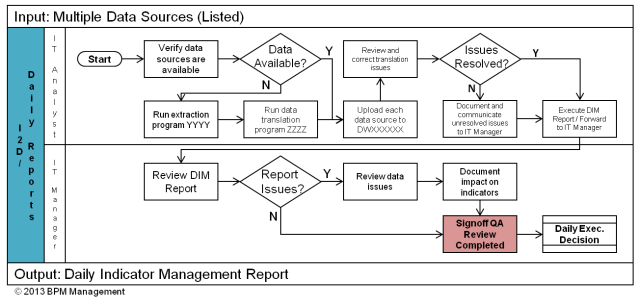 Input: Multiple Data Sources (Listed)
I2D/
Daily Reports
IT Analyst
Start
Verify data
sources are
available
Data
Available?
Y
N
Run extraction
program YYYY
Run data
translation
program ZZZZ
Upload each
data source to
DWXXXXXX
Review and
correct translation
issues.
Issues
Resolved?
Y
N
Document and
communicate
unresolved issues
to IT Manager
Execute DIM
Report / Forward
to IT Manager
IT Manager
Review DIM
Report
Report
Issues?
Y
N
Review data
issues
Document
impact on
indicators
Signoff QA
Review
Completed
Daily Exec.
Decision
Output: Daily Indicator Management Report
© 2013 BPM Management